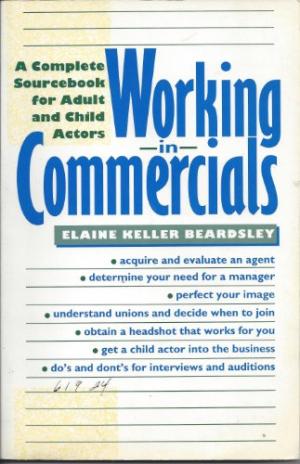 A Complete
Sourcebook
for Adult
and Child
Actors
Working
—in—
Commercials
ELAINE KELLER BEARDSLEY
• acquire and evaluate an agent
• determine your need for a manager
• perfect your image
• understand unions and decide when to join
• obtain a headshot that works for you
• get a child actor into the business
• do's and dont's for interviews and auditions
619 24